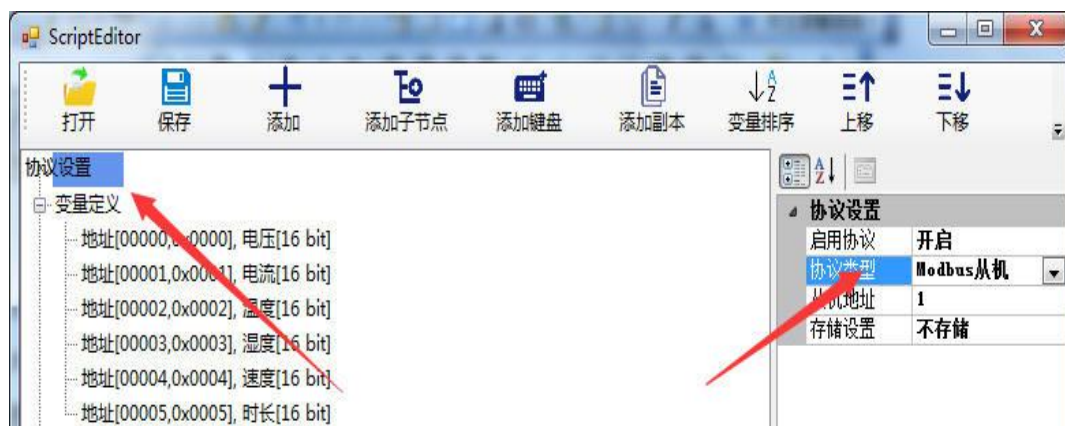 ScriptEditor
打开 保存 添加 添加子节点 添加键盘 添加副本 变量排序 上移 下移
协议设置
变量定义
地址[00000,0x0000], 电压[16 bit]
地址[00001,0x0001], 电流[16 bit]
地址[00002,0x0002], 温度[16 bit]
地址[00003,0x0003], 湿度[16 bit]
地址[00004,0x0004], 速度[16 bit]
地址[00005,0x0005], 时长[16 bit]
协议设置
启用协议 开启
协议类型 Modbus从机
从机地址 1
存储设置 不存储